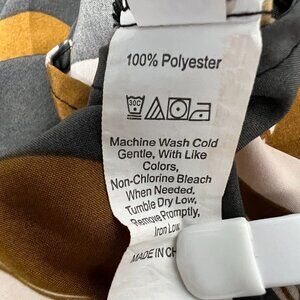 100% Polyester
30C
Machine Wash Cold
Gentle, With Like
Colors,
Non-Chlorine Bleach
When Needed.
Tumble Dry Low,
Remove Promptly,
Iron Low
MADE IN CH